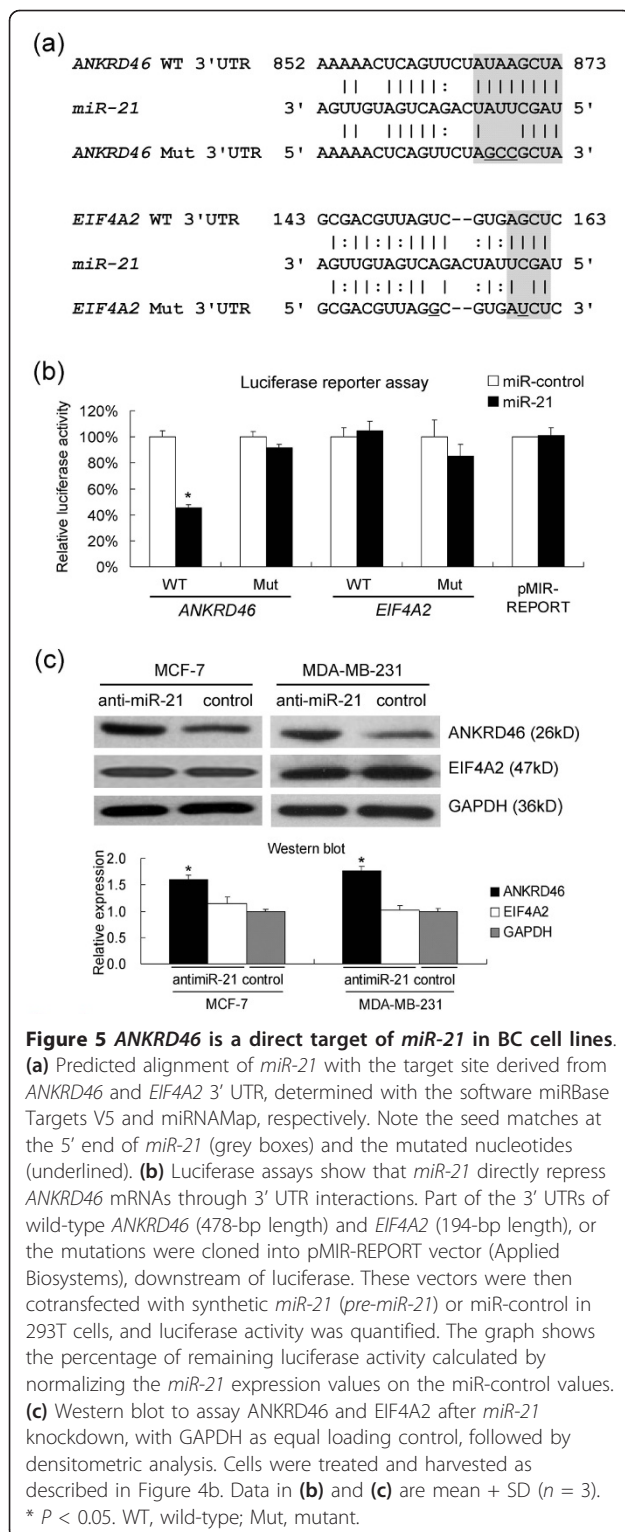 (a)
ANKRD46 WT 3'UTR 852 AAAAACUCAGUUCUAUAAGCUA 873
|| ||||| : ||||||||
miR-21 3' AGUUGUAGUCAGACUAUUCGAU 5'
|| ||||| : | ||||
ANKRD46 Mut 3'UTR 5' AAAAACUCAGUUCUAGCCGCUA 3'
EIF4A2 WT 3'UTR 143 GCGACGUUAGUC--GUGAGCUC 163
|:||:|:|||| :|:||||
miR-21 3' AGUUGUAGUCAGACUAUUCGAU 5'
|:||:|:|| | :|:| ||
EIF4A2 Mut 3'UTR 5' GCGACGUUAGGC--GUGAUCUC 3'
(b)
Luciferase reporter assay
miR-control
miR-21
Relative luciferase activity
120%
100%
80%
60%
40%
20%
0%
*
WT Mut WT Mut pMIR-REPORT
ANKRD46 EIF4A2
(c)
MCF-7 MDA-MB-231
anti-miR-21 control anti-miR-21 control
ANKRD46 (26kD)
EIF4A2 (47kD)
GAPDH (36kD)
Western blot
Relative expression
2.0
1.5
1.0
0.5
0.0
* *
ANKRD46
EIF4A2
GAPDH
antimiR-21 control antimiR-21 control
MCF-7 MDA-MB-231
Figure 5 ANKRD46 is a direct target of miR-21 in BC cell lines.
(a) Predicted alignment of miR-21 with the target site derived from
ANKRD46 and EIF4A2 3' UTR, determined with the software miRBase
Targets V5 and miRNAMap, respectively. Note the seed matches at
the 5' end of miR-21 (grey boxes) and the mutated nucleotides
(underlined). (b) Luciferase assays show that miR-21 directly repress
ANKRD46 mRNAs through 3' UTR interactions. Part of the 3' UTRs of
wild-type ANKRD46 (478-bp length) and EIF4A2 (194-bp length), or
the mutations were cloned into pMIR-REPORT vector (Applied
Biosystems), downstream of luciferase. These vectors were then
cotransfected with synthetic miR-21 (pre-miR-21) or miR-control in
293T cells, and luciferase activity was quantified. The graph shows
the percentage of remaining luciferase activity calculated by
normalizing the miR-21 expression values on the miR-control values.
(c) Western blot to assay ANKRD46 and EIF4A2 after miR-21
knockdown, with GAPDH as equal loading control, followed by
densitometric analysis. Cells were treated and harvested as
described in Figure 4b. Data in (b) and (c) are mean + SD (n = 3).
* P < 0.05. WT, wild-type; Mut, mutant.